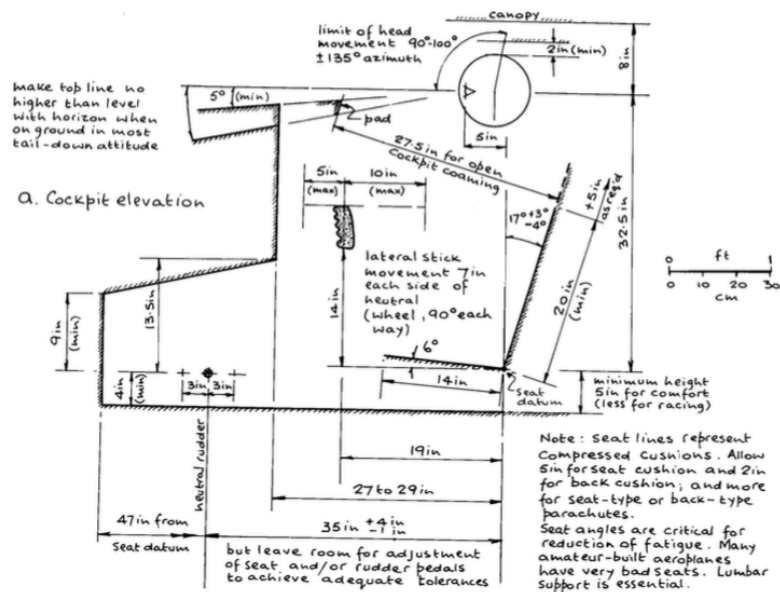 canopy
limit of head
movement 90°-100°
±135° azimuth
2in (min)
8in
make top line no
higher than level
with horizon when
on ground in most
tail-down attitude
5° (min)
pad
5in
27.5in for open
Cockpit coaming
a. Cockpit elevation
5in
(max)
10in
(max)
17° +3°
-4°
+5in
as req'd
32.5in
20in
(min)
lateral stick
movement 7in
each side of
neutral
(wheel, 90° each
way)
14in
13.5in
9in
(min)
4in
(min)
3in 3in
6°
14in
seat
datum
0 ft 1
0 10 20 30
cm
minimum height
5in for comfort
(less for racing)
neutral rudder
19in
27 to 29in
47in from
seat datum
35in +4in
-1in
but leave room for adjustment
of seat and/or rudder pedals
to achieve adequate tolerances
Note: Seat lines represent
compressed cushions. Allow
5in for seat cushion and 2in
for back cushion; and more
for seat-type or back-type
parachutes.
Seat angles are critical for
reduction of fatigue. Many
amateur-built aeroplanes
have very bad seats. Lumbar
support is essential.